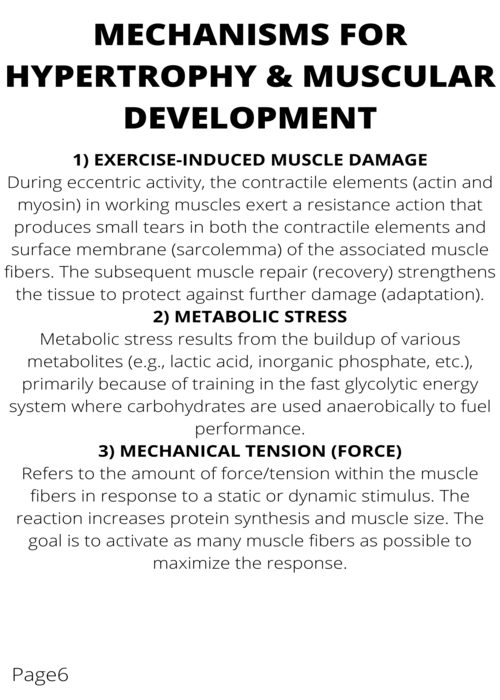 MECHANISMS FOR
HYPERTROPHY & MUSCULAR
DEVELOPMENT
1) EXERCISE-INDUCED MUSCLE DAMAGE
During eccentric activity, the contractile elements (actin and
myosin) in working muscles exert a resistance action that
produces small tears in both the contractile elements and
surface membrane (sarcolemma) of the associated muscle
fibers. The subsequent muscle repair (recovery) strengthens
the tissue to protect against further damage (adaptation).
2) METABOLIC STRESS
Metabolic stress results from the buildup of various
metabolites (e.g., lactic acid, inorganic phosphate, etc.),
primarily because of training in the fast glycolytic energy
system where carbohydrates are used anaerobically to fuel
performance.
3) MECHANICAL TENSION (FORCE)
Refers to the amount of force/tension within the muscle
fibers in response to a static or dynamic stimulus. The
reaction increases protein synthesis and muscle size. The
goal is to activate as many muscle fibers as possible to
maximize the response.
Page6